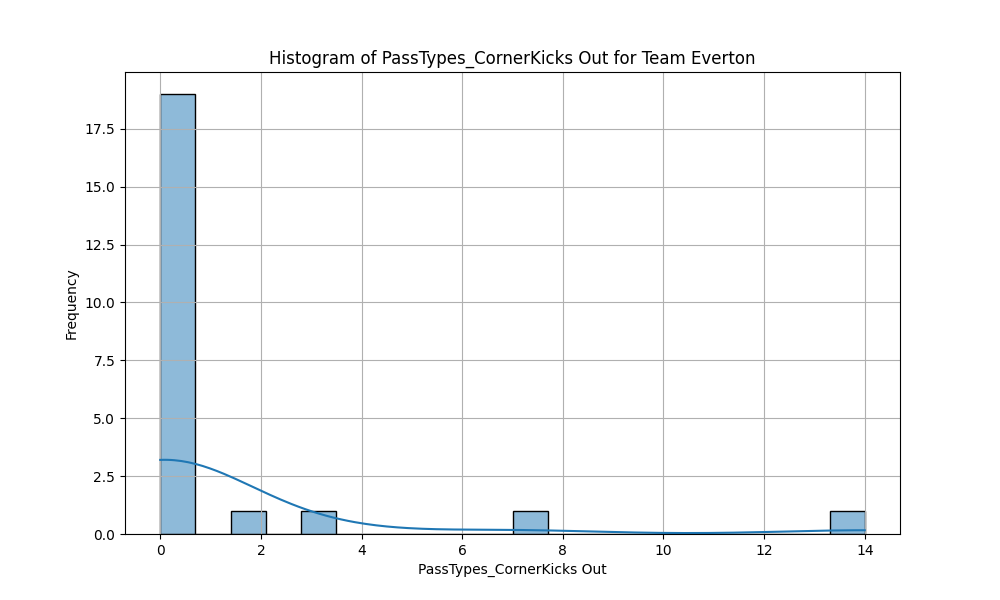 Histogram of PassTypes_CornerKicks Out for Team Everton
Frequency
17.5
15.0
12.5
10.0
7.5
5.0
2.5
0.0
0 2 4 6 8 10 12 14
PassTypes_CornerKicks Out